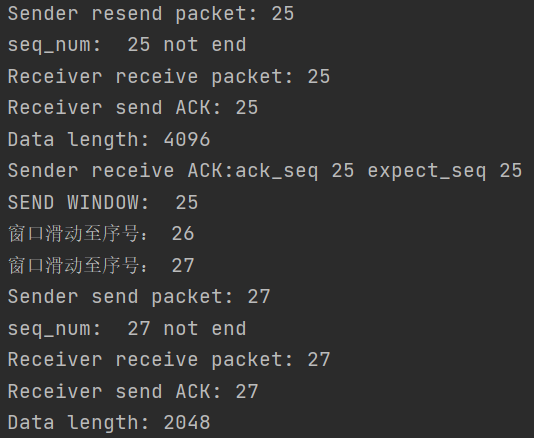 Sender resend packet: 25
seq_num:  25 not end
Receiver receive packet: 25
Receiver send ACK: 25
Data length: 4096
Sender receive ACK:ack_seq 25 expect_seq 25
SEND WINDOW:  25
窗口滑动至序号： 26
窗口滑动至序号： 27
Sender send packet: 27
seq_num:  27 not end
Receiver receive packet: 27
Receiver send ACK: 27
Data length: 2048